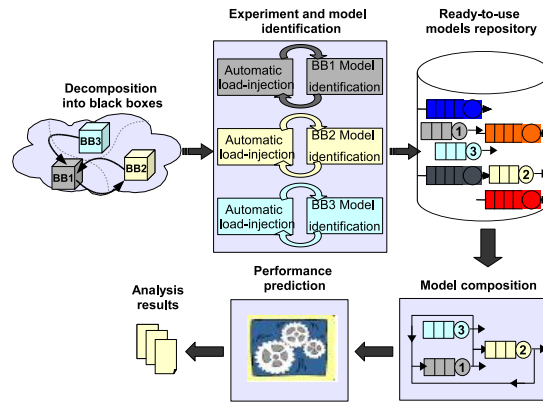 Experiment and model
identification
Ready-to-use
models repository
Decomposition
into black boxes
BB3
BB1
BB2
Automatic
load-injection
BB1 Model
identification
Automatic
load-injection
BB2 Model
identification
Automatic
load-injection
BB3 Model
identification
1
3
2
Model composition
3
2
1
Performance
prediction
Analysis
results